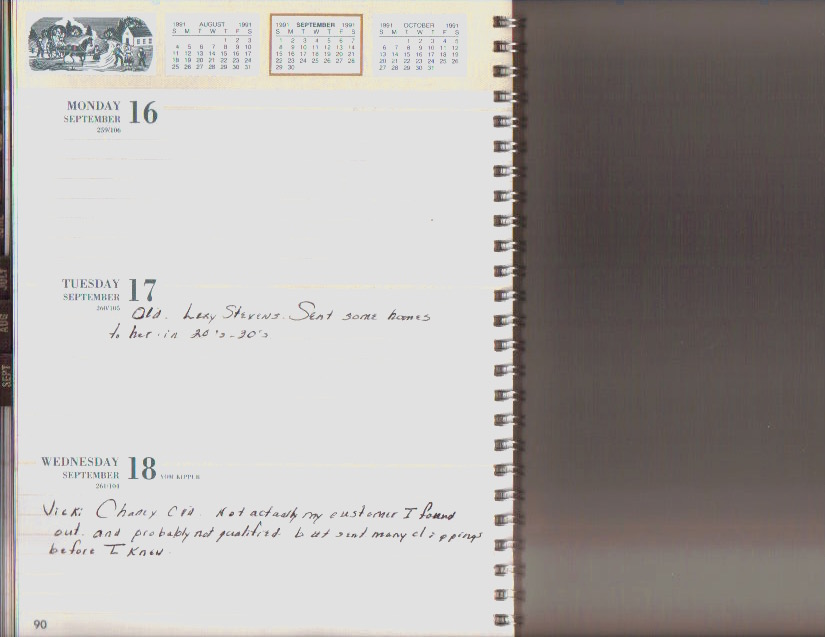 1991 AUGUST 1991
S M T W T F S
1 2 3
4 5 6 7 8 9 10
11 12 13 14 15 16 17
18 19 20 21 22 23 24
25 26 27 28 29 30 31
1991 SEPTEMBER 1991
S M T W T F S
1 2 3 4 5 6 7
8 9 10 11 12 13 14
15 16 17 18 19 20 21
22 23 24 25 26 27 28
29 30
1991 OCTOBER 1991
S M T W T F S
1 2 3 4 5
6 7 8 9 10 11 12
13 14 15 16 17 18 19
20 21 22 23 24 25 26
27 28 29 30 31
MONDAY 16
SEPTEMBER
259/106
TUESDAY 17
SEPTEMBER
260/105
Old. Stevens. Sent some homes
to her in 20's-30's
WEDNESDAY 18 YOM KIPPUR
SEPTEMBER
261/104
Vicki Chaney Not actually my customer I found
out. and probably not qualified. but sent many clippings
before I knew.
90
JULY
AUG
SEPT